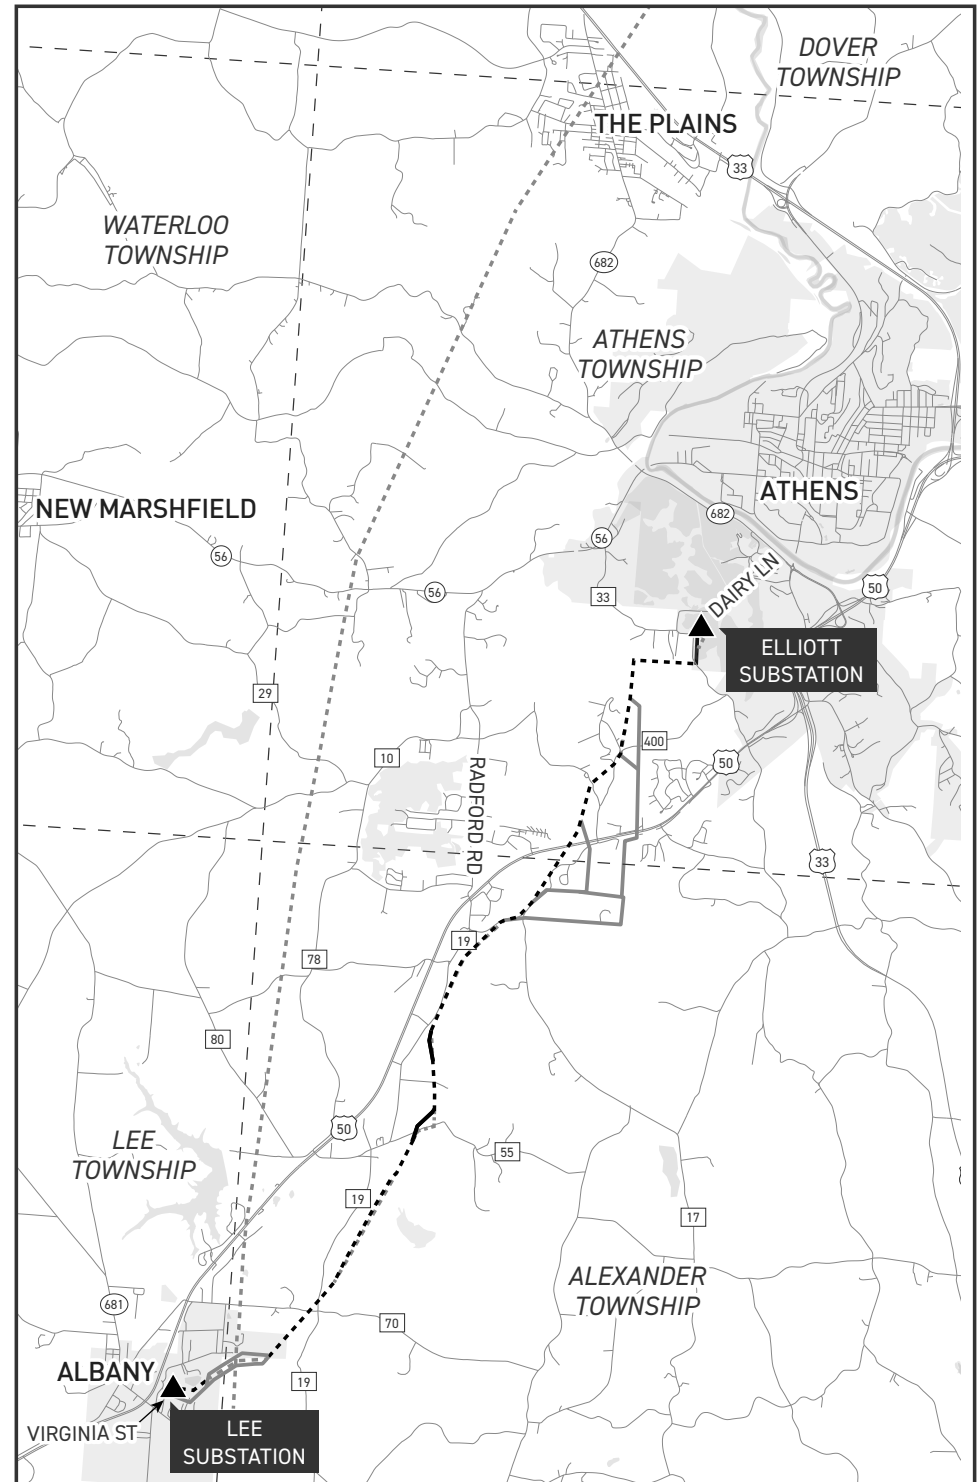 DOVER
TOWNSHIP
THE PLAINS
33
WATERLOO
TOWNSHIP
682
ATHENS
TOWNSHIP
ATHENS
NEW MARSHFIELD
682
56
56
56
33
50
DAIRY LN
ELLIOTT
SUBSTATION
29
400
10
50
RADFORD RD
33
19
78
80
50
LEE
TOWNSHIP
55
19
17
ALEXANDER
TOWNSHIP
681
70
ALBANY
19
VIRGINIA ST
LEE
SUBSTATION